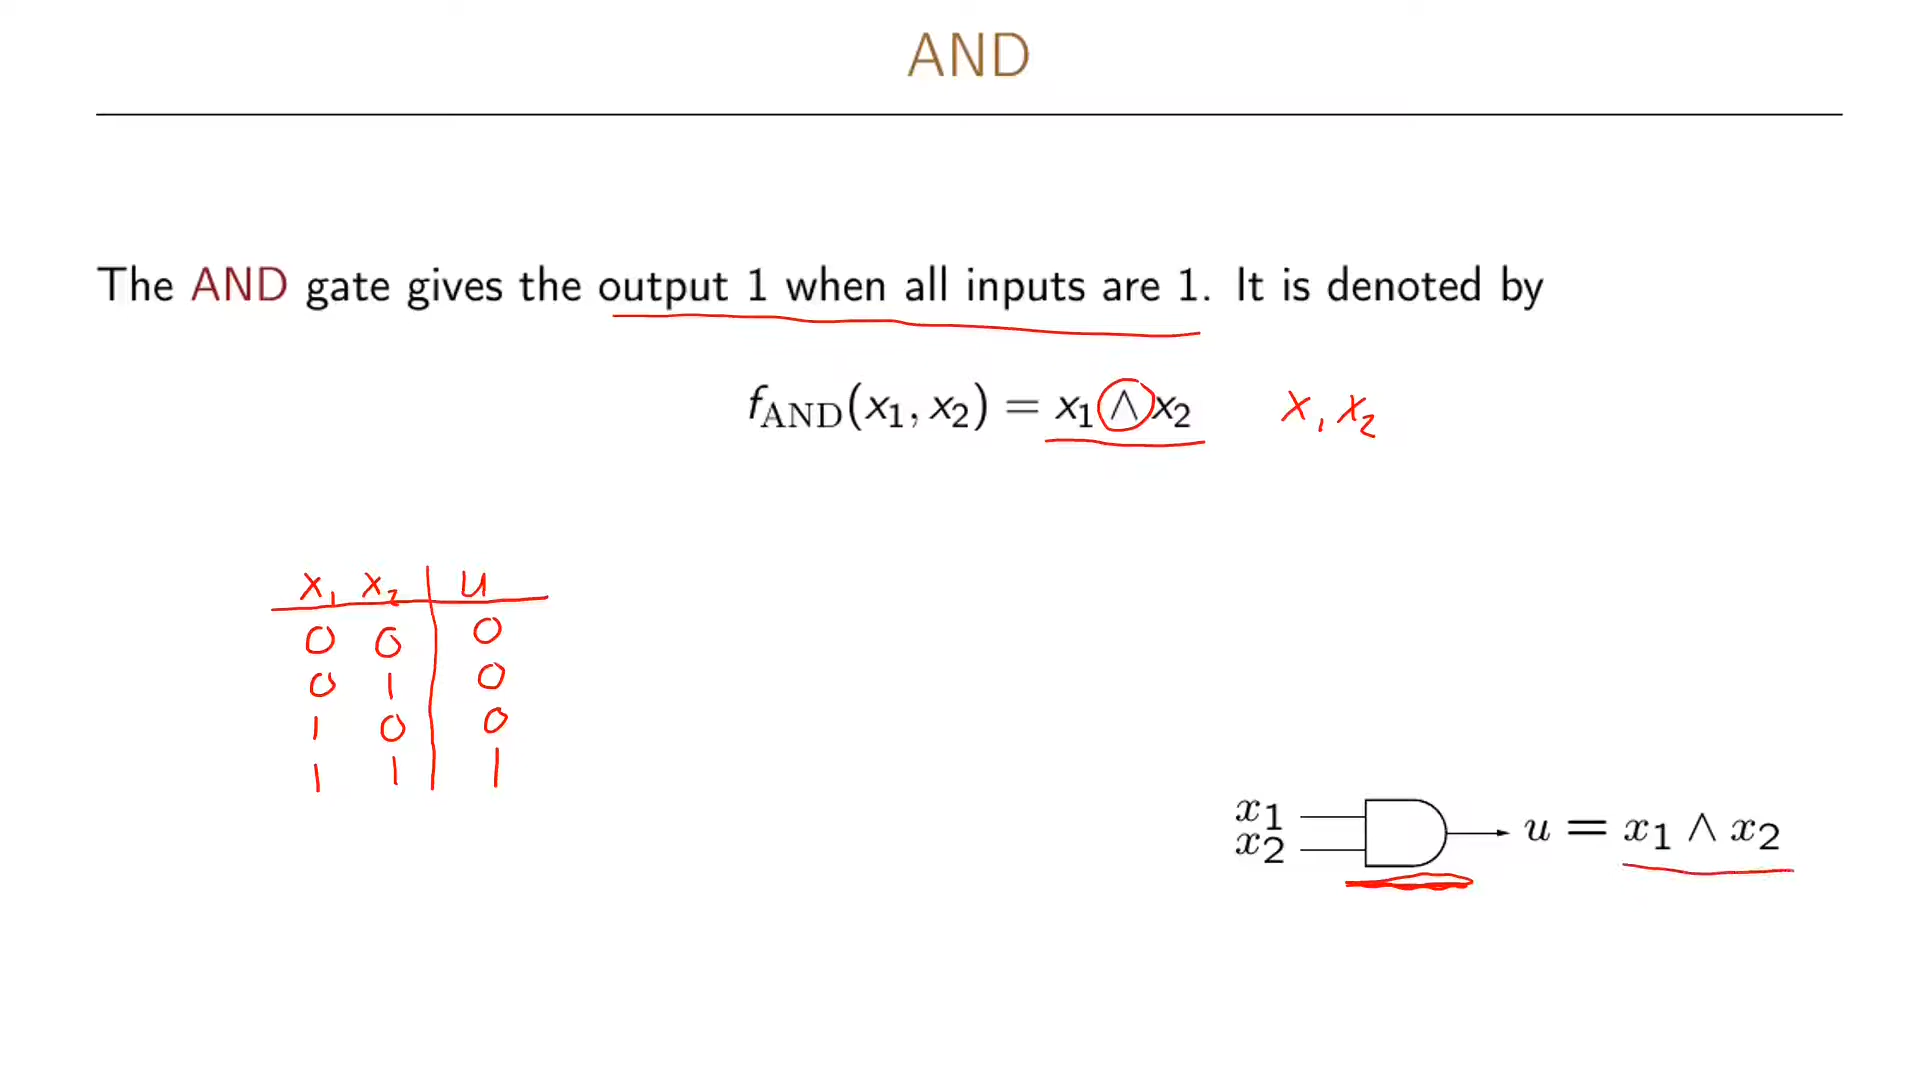 AND
The AND gate gives the output 1 when all inputs are 1. It is denoted by
f_AND(x₁, x₂) = x₁ ∧ x₂ x₁ x₂
x₁ x₂ | u
0 0 | 0
0 1 | 0
1 0 | 0
1 1 | 1
x₁
x₂
u = x₁ ∧ x₂